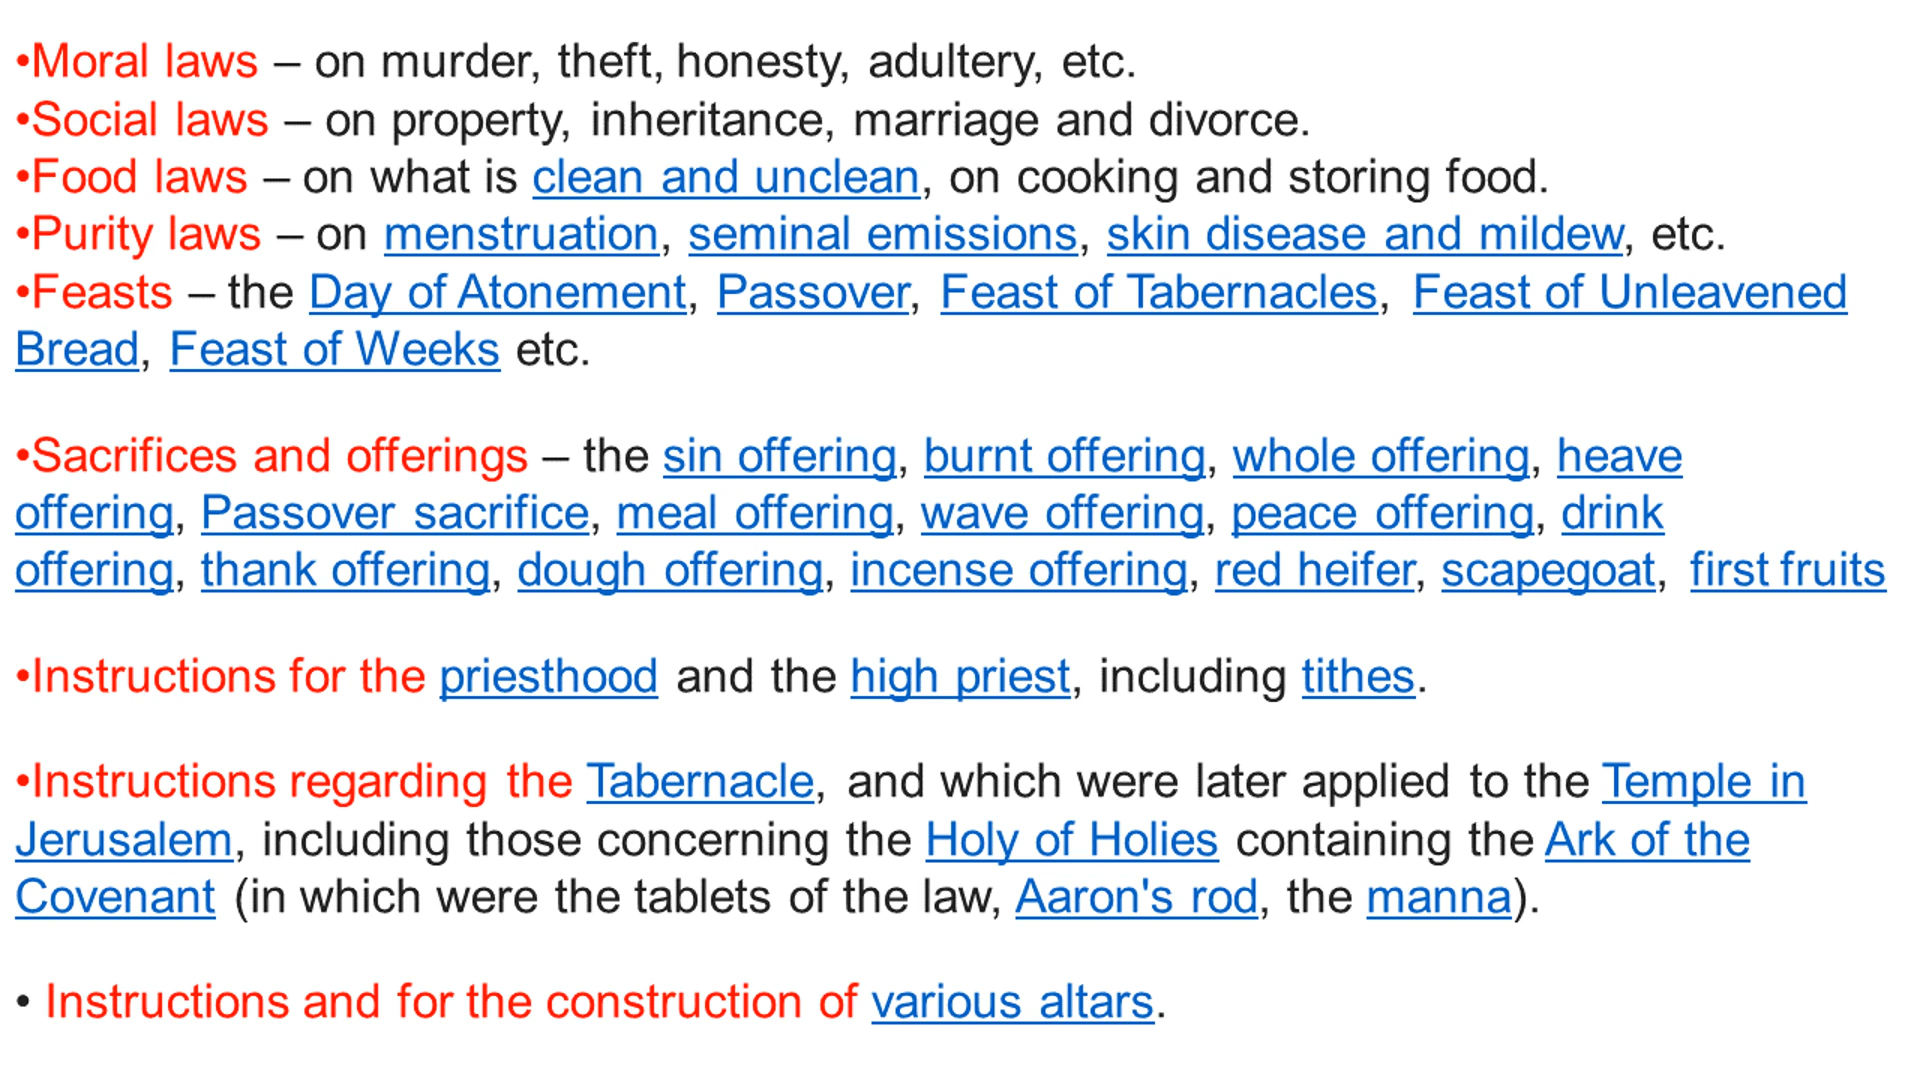 •Moral laws – on murder, theft, honesty, adultery, etc.
•Social laws – on property, inheritance, marriage and divorce.
•Food laws – on what is clean and unclean, on cooking and storing food.
•Purity laws – on menstruation, seminal emissions, skin disease and mildew, etc.
•Feasts – the Day of Atonement, Passover, Feast of Tabernacles, Feast of Unleavened
Bread, Feast of Weeks etc.
•Sacrifices and offerings – the sin offering, burnt offering, whole offering, heave
offering, Passover sacrifice, meal offering, wave offering, peace offering, drink
offering, thank offering, dough offering, incense offering, red heifer, scapegoat, first fruits
•Instructions for the priesthood and the high priest, including tithes.
•Instructions regarding the Tabernacle, and which were later applied to the Temple in
Jerusalem, including those concerning the Holy of Holies containing the Ark of the
Covenant (in which were the tablets of the law, Aaron's rod, the manna).
• Instructions and for the construction of various altars.